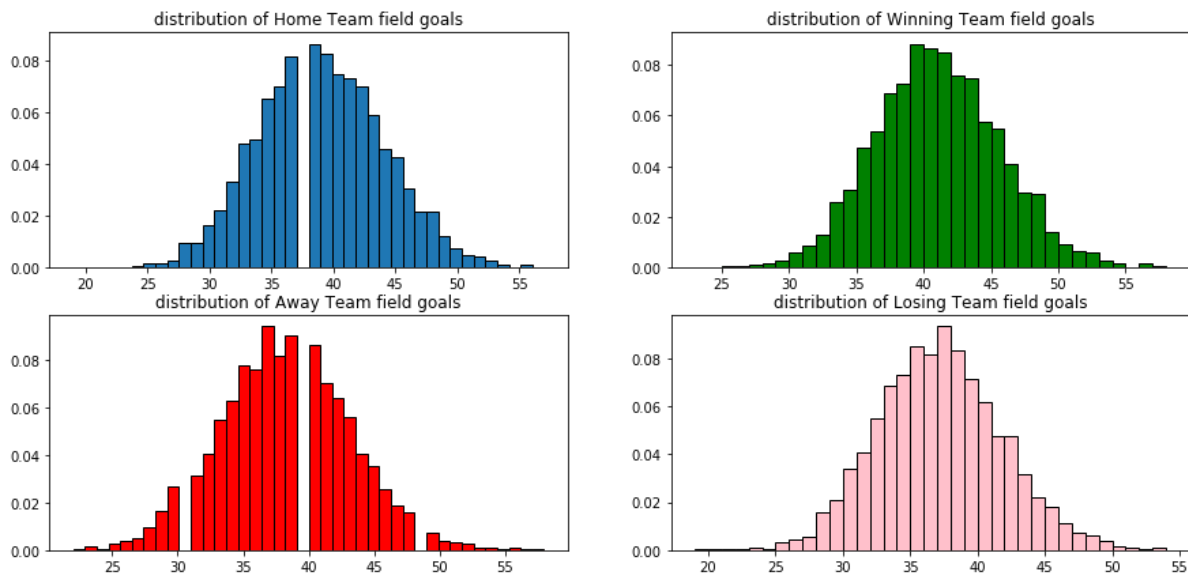 distribution of Home Team field goals
0.08
0.06
0.04
0.02
0.00
20 25 30 35 40 45 50 55
distribution of Winning Team field goals
0.08
0.06
0.04
0.02
0.00
25 30 35 40 45 50 55
distribution of Away Team field goals
0.08
0.06
0.04
0.02
0.00
25 30 35 40 45 50 55
distribution of Losing Team field goals
0.08
0.06
0.04
0.02
0.00
20 25 30 35 40 45 50 55